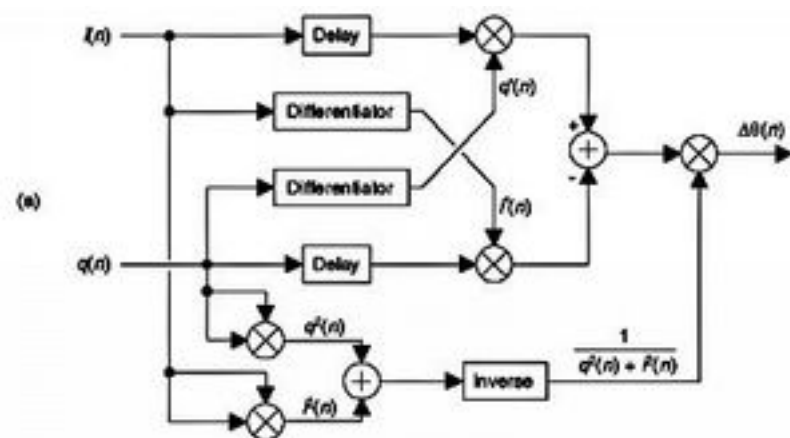 i(n)
Delay
q'(n)
Differentiator
+
Δθ(n)
Differentiator
-
(a)
i'(n)
q(n)
Delay
q²(n)
1
q²(n) + i²(n)
Inverse
i²(n)